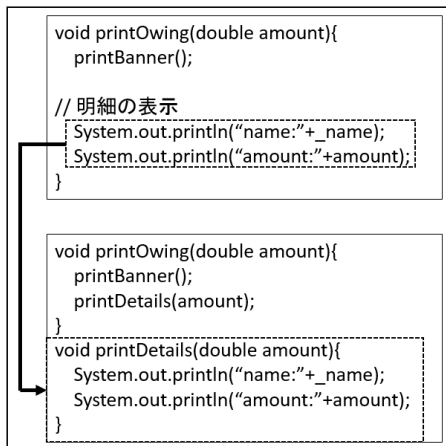 void printOwing(double amount){
printBanner();
// 明細の表示
System.out.println(“name:”+_name);
System.out.println(“amount:”+amount);
}
void printOwing(double amount){
printBanner();
printDetails(amount);
}
void printDetails(double amount){
System.out.println(“name:”+_name);
System.out.println(“amount:”+amount);
}